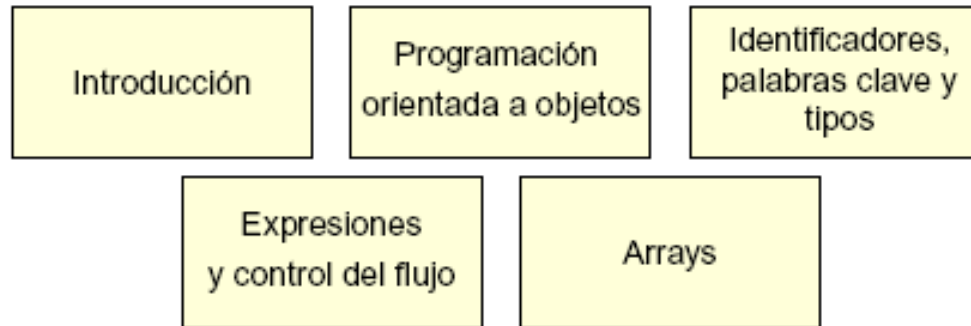 Introducción
Programación
orientada a objetos
Identificadores,
palabras clave y
tipos
Expresiones
y control del flujo
Arrays